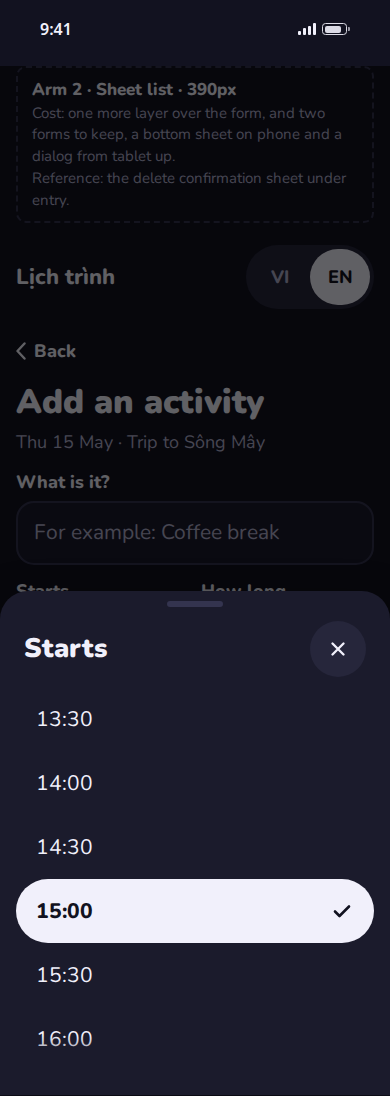 9:41
Arm 2 · Sheet list · 390px
Cost: one more layer over the form, and two
forms to keep, a bottom sheet on phone and a
dialog from tablet up.
Reference: the delete confirmation sheet under
entry.
Lịch trình
VI
EN
Back
Add an activity
Thu 15 May · Trip to Sông Mây
What is it?
For example: Coffee break
Starts
How long
Starts
13:30
14:00
14:30
15:00
15:30
16:00